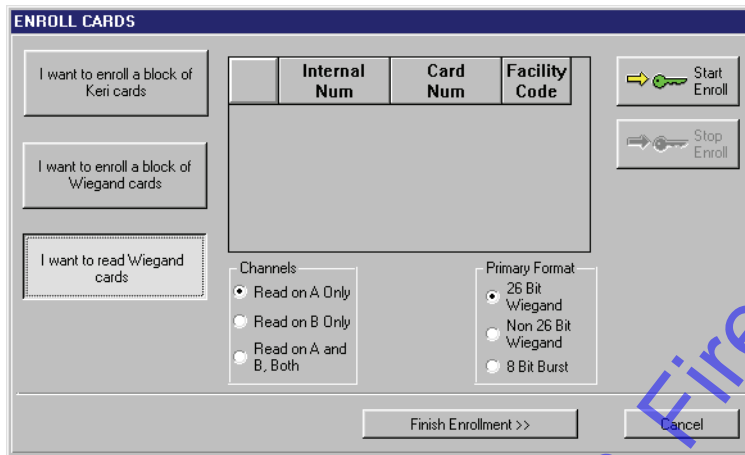 ENROLL CARDS
I want to enroll a block of
Keri cards
I want to enroll a block of
Wiegand cards
I want to read Wiegand
cards
Internal
Num
Card
Num
Facility
Code
Start
Enroll
Stop
Enroll
Channels
Read on A Only
Read on B Only
Read on A and
B, Both
Primary Format
26 Bit
Wiegand
Non 26 Bit
Wiegand
8 Bit Burst
Finish Enrollment >>
Cancel
Fire